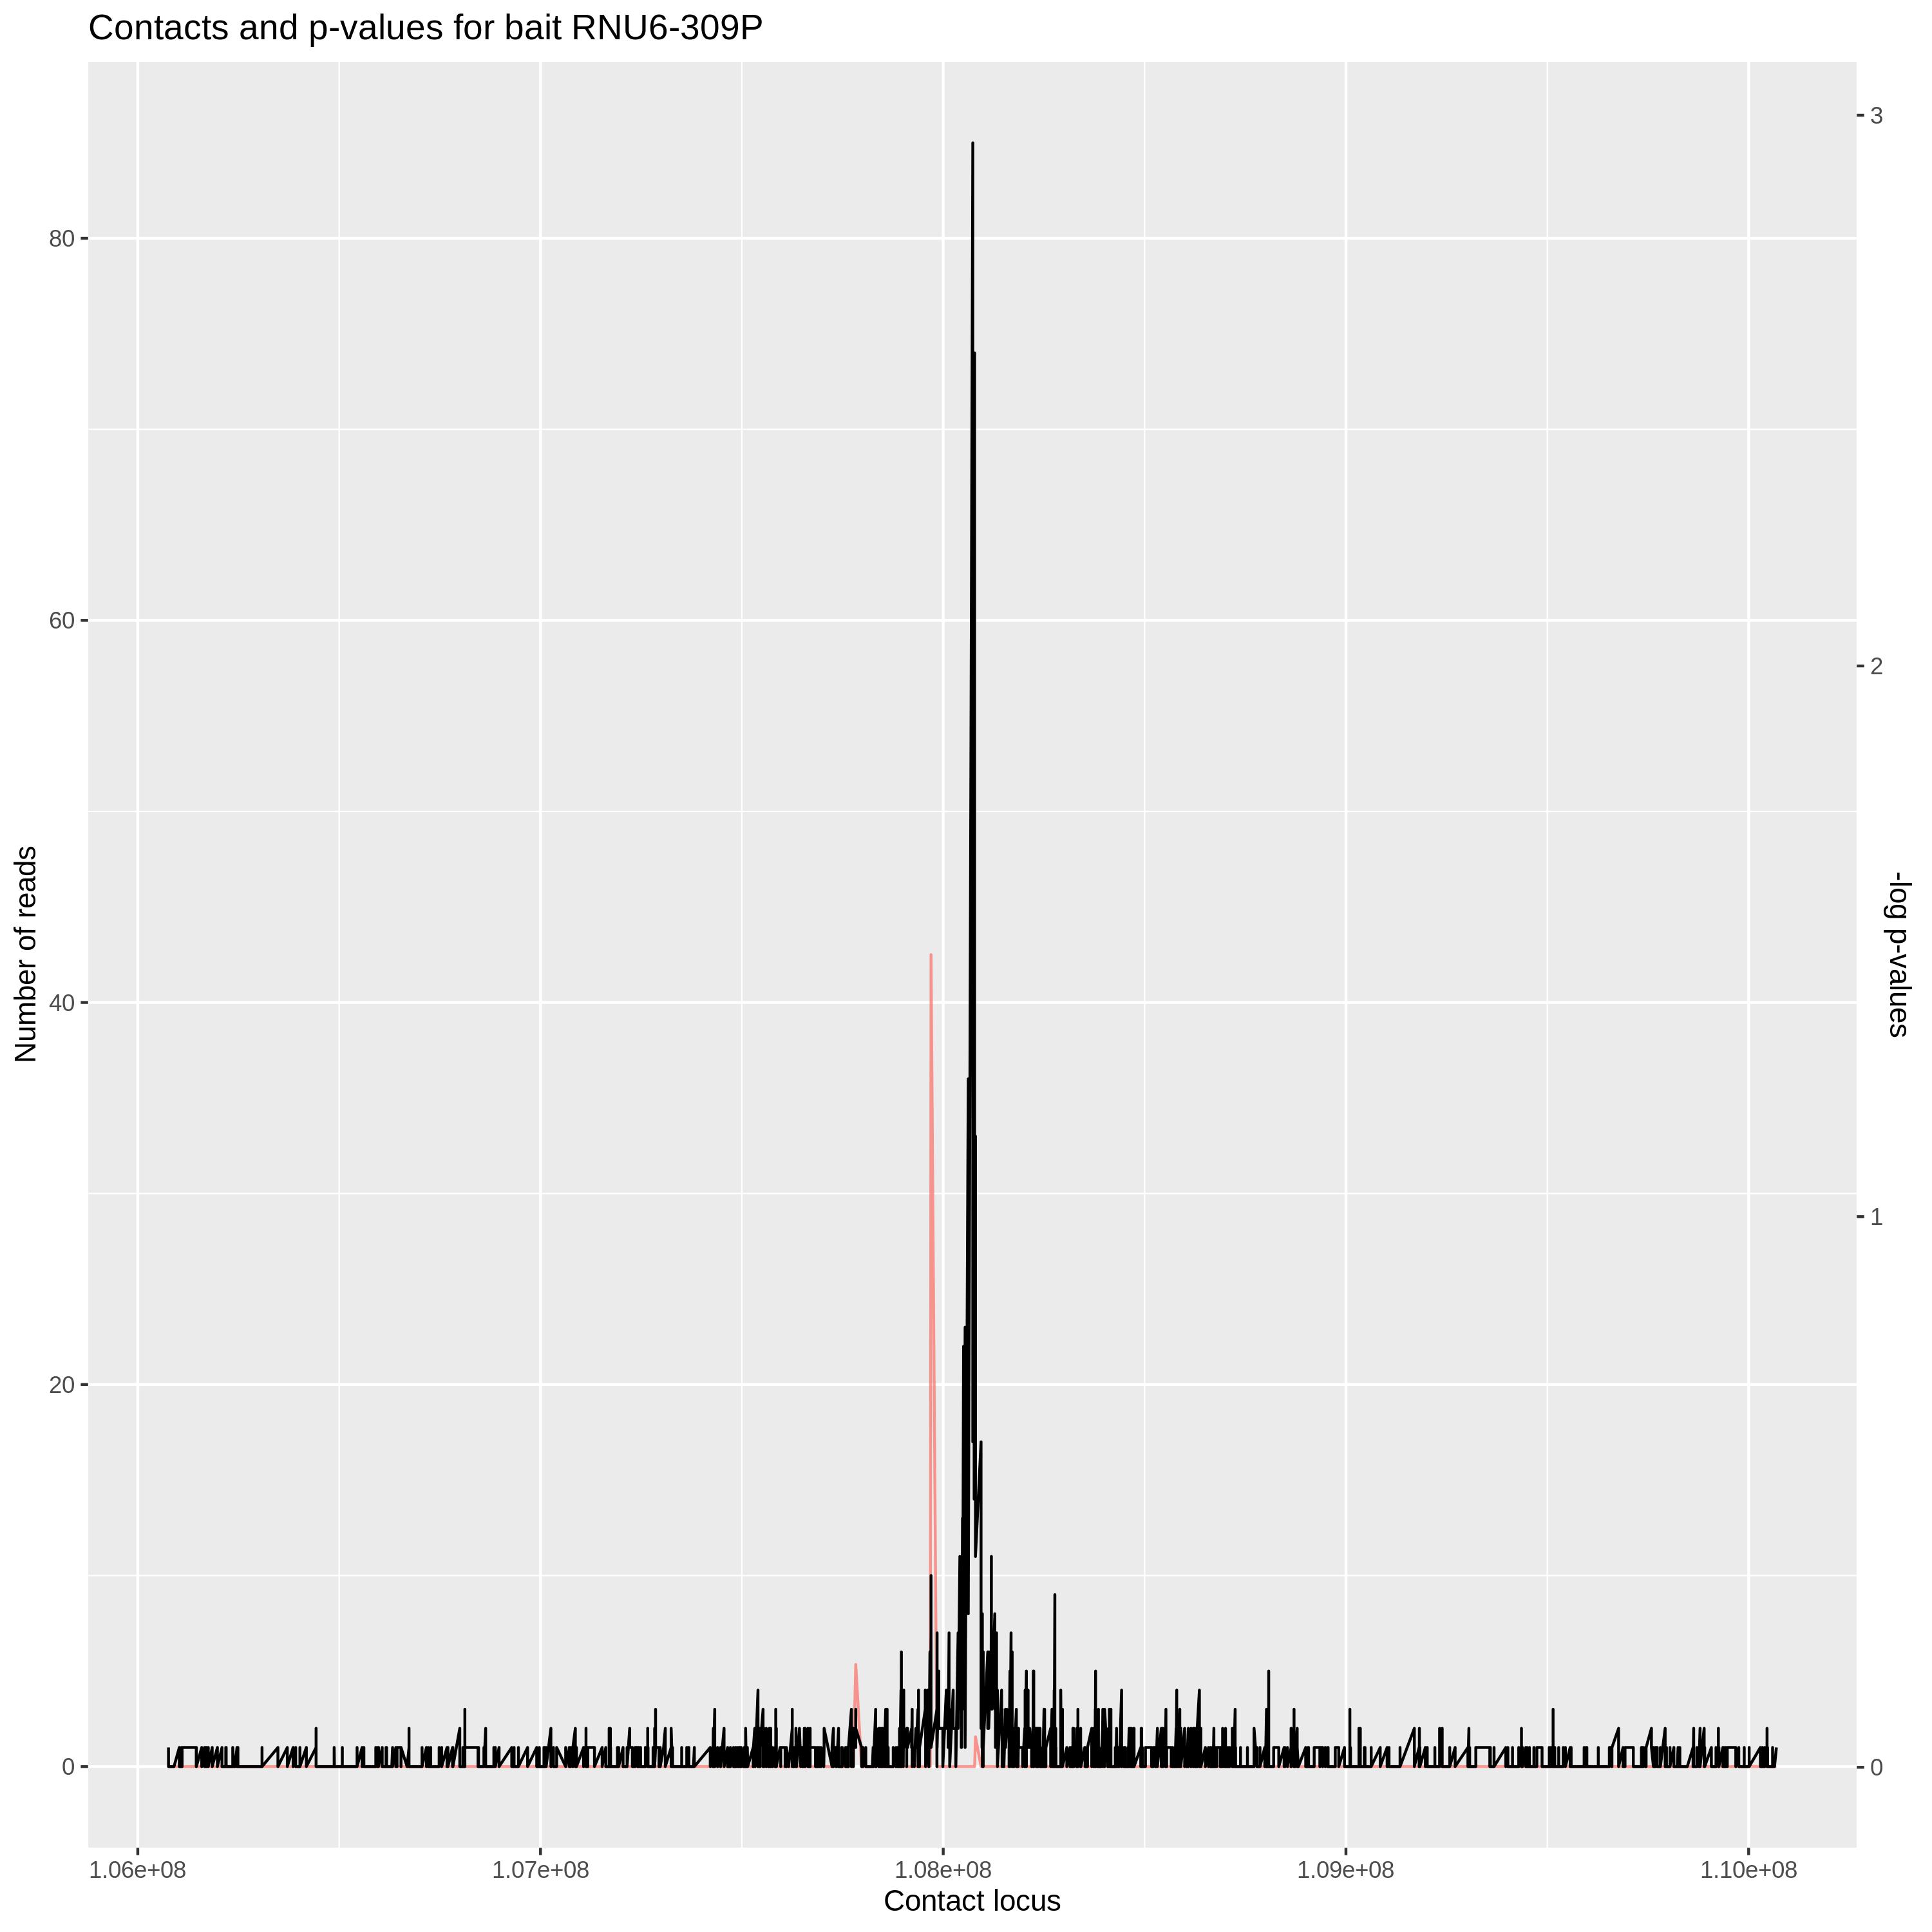 Contacts and p-values for bait RNU6-309P
3
80
60
2
Number of reads
-log p-values
40
1
20
0
0
1.06e+08
1.07e+08
1.08e+08
1.09e+08
1.10e+08
Contact locus